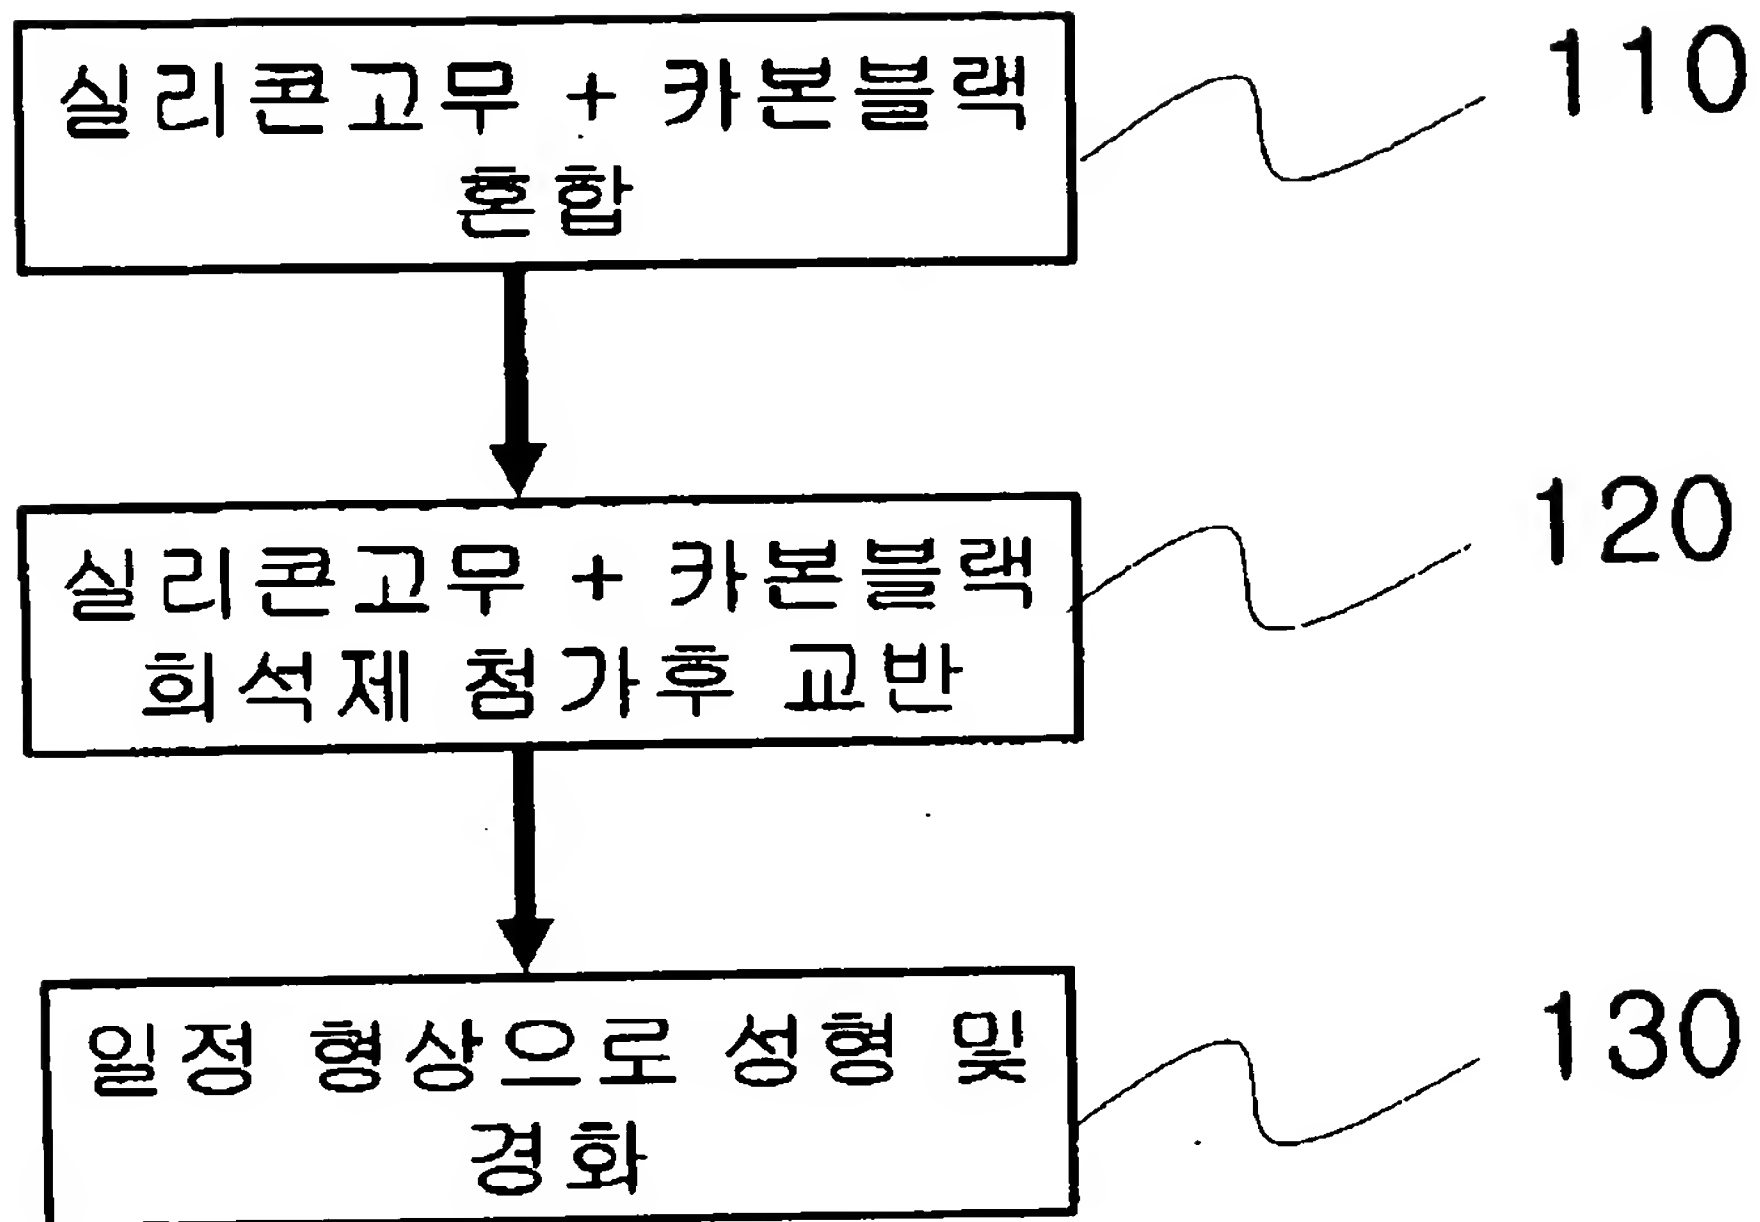 실리콘고무 + 카본블랙
혼합
110
실리콘고무 + 카본블랙
희석제 첨가후 교반
120
일정 형상으로 성형 및
경화
130